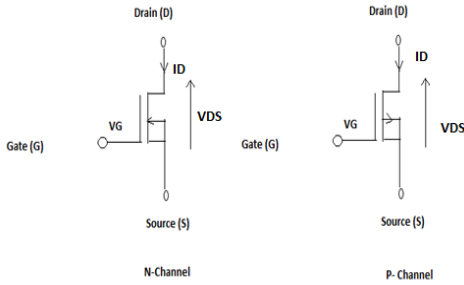 Drain (D)
ID
VG
VDS
Gate (G)
Source (S)
N-Channel
Drain (D)
ID
VG
VDS
Gate (G)
Source (S)
P- Channel